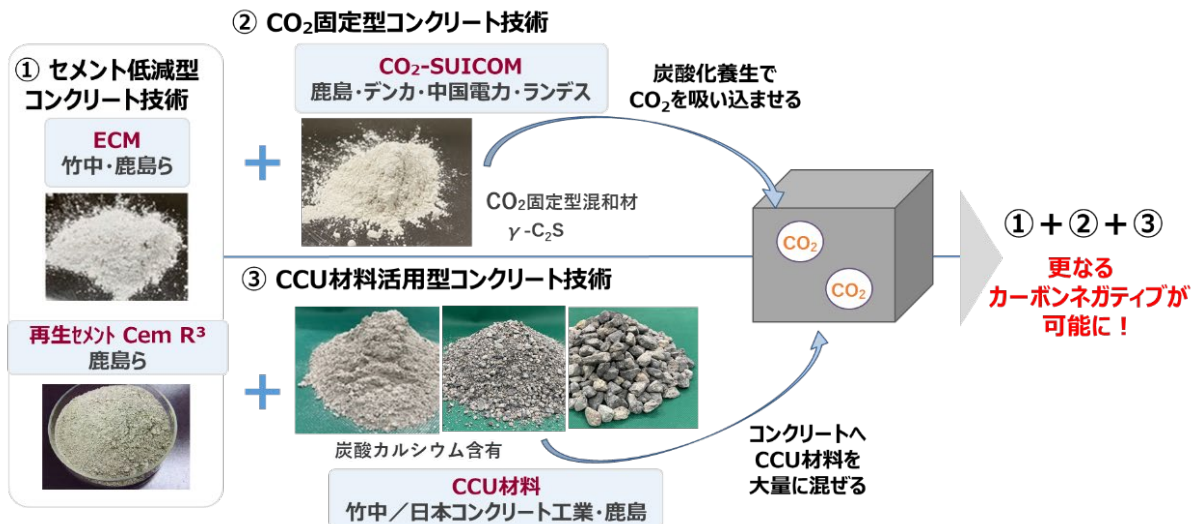 ① セメント低減型
コンクリート技術
ECM
竹中・鹿島ら
再生セメント Cem R³
鹿島ら
② CO₂固定型コンクリート技術
CO₂-SUICOM
鹿島・デンカ・中国電力・ランデス
CO₂固定型混和材
γ-C₂S
炭酸化養生で
CO₂を吸い込ませる
③ CCU材料活用型コンクリート技術
炭酸カルシウム含有
CCU材料
竹中／日本コンクリート工業・鹿島
コンクリートへ
CCU材料を
大量に混ぜる
CO₂
CO₂
①+②+③
更なる
カーボンネガティブが
可能に！